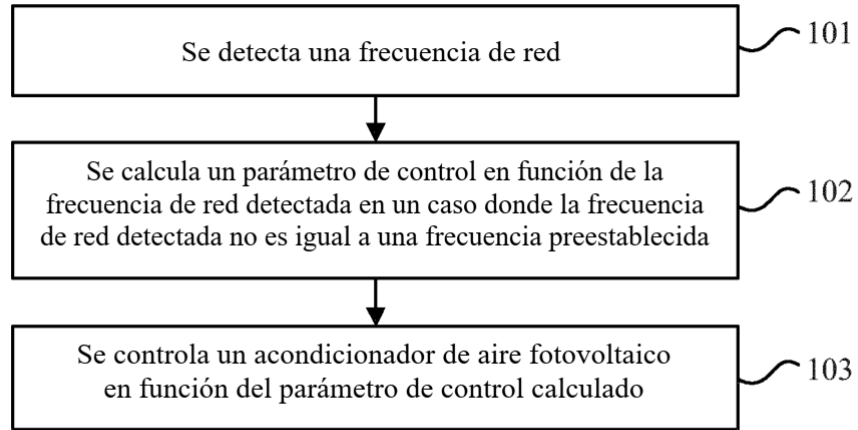 Se detecta una frecuencia de red
101
Se calcula un parámetro de control en función de la
frecuencia de red detectada en un caso donde la frecuencia
de red detectada no es igual a una frecuencia preestablecida
102
Se controla un acondicionador de aire fotovoltaico
en función del parámetro de control calculado
103